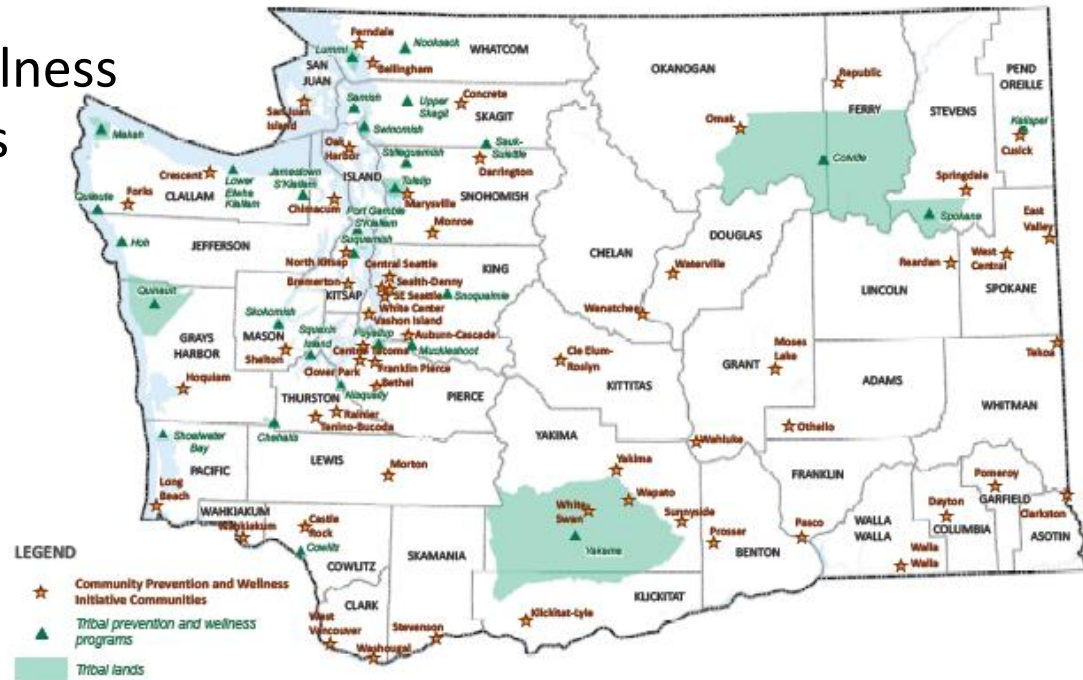 lness
s
Ferndale
Lummi
Nooksack
WHATCOM
Bellingham
SAN
JUAN
San Juan
Island
Samish
Upper
Skagit
Concrete
SKAGIT
Swinomish
Oak
Harbor
ISLAND
Stillaguamish
Sauk-
Suiattle
Darrington
Tulalip
SNOHOMISH
Marysville
Monroe
Makah
Crescent
CLALLAM
Lower
Elwha
Klallam
Jamestown
S'Klallam
Chimacum
Port Gamble
S'Klallam
Suquamish
Quileute
Forks
Hoh
JEFFERSON
North Kitsap
Bremerton
KITSAP
Central Seattle
Sealth-Denny
SE Seattle
KING
Snoqualmie
White Center
Vashon Island
Quinault
GRAYS
HARBOR
Hoquiam
Skokomish
MASON
Shelton
Squaxin
Island
Puyallup
Auburn-Cascade
Muckleshoot
Central Tacoma
Clover Park
Franklin Pierce
Bethel
PIERCE
THURSTON
Nisqually
Rainier
Tenino-Bucoda
Chehalis
Shoalwater
Bay
PACIFIC
LEWIS
Morton
Long
Beach
WAHKIAKUM
Wahkiakum
Castle
Rock
Cowlitz
COWLITZ
SKAMANIA
CLARK
West
Vancouver
Washougal
Stevenson
OKANOGAN
Omak
Republic
FERRY
Colville
STEVENS
PEND
OREILLE
Kalispel
Cusick
Springdale
Spokane
East
Valley
CHELAN
DOUGLAS
Waterville
Wenatchee
LINCOLN
Reardan
West
Central
SPOKANE
Cle Elum-
Roslyn
KITTITAS
GRANT
Moses
Lake
ADAMS
Othello
Tekoa
WHITMAN
YAKIMA
Yakima
Wahluke
White
Swan
Wapato
Sunnyside
Yakama
Prosser
BENTON
FRANKLIN
Pasco
WALLA
WALLA
Walla
Walla
Dayton
COLUMBIA
Pomeroy
GARFIELD
Clarkston
ASOTIN
KLICKITAT
Klickitat-Lyle
LEGEND
Community Prevention and Wellness
Initiative Communities
Tribal prevention and wellness
programs
Tribal lands